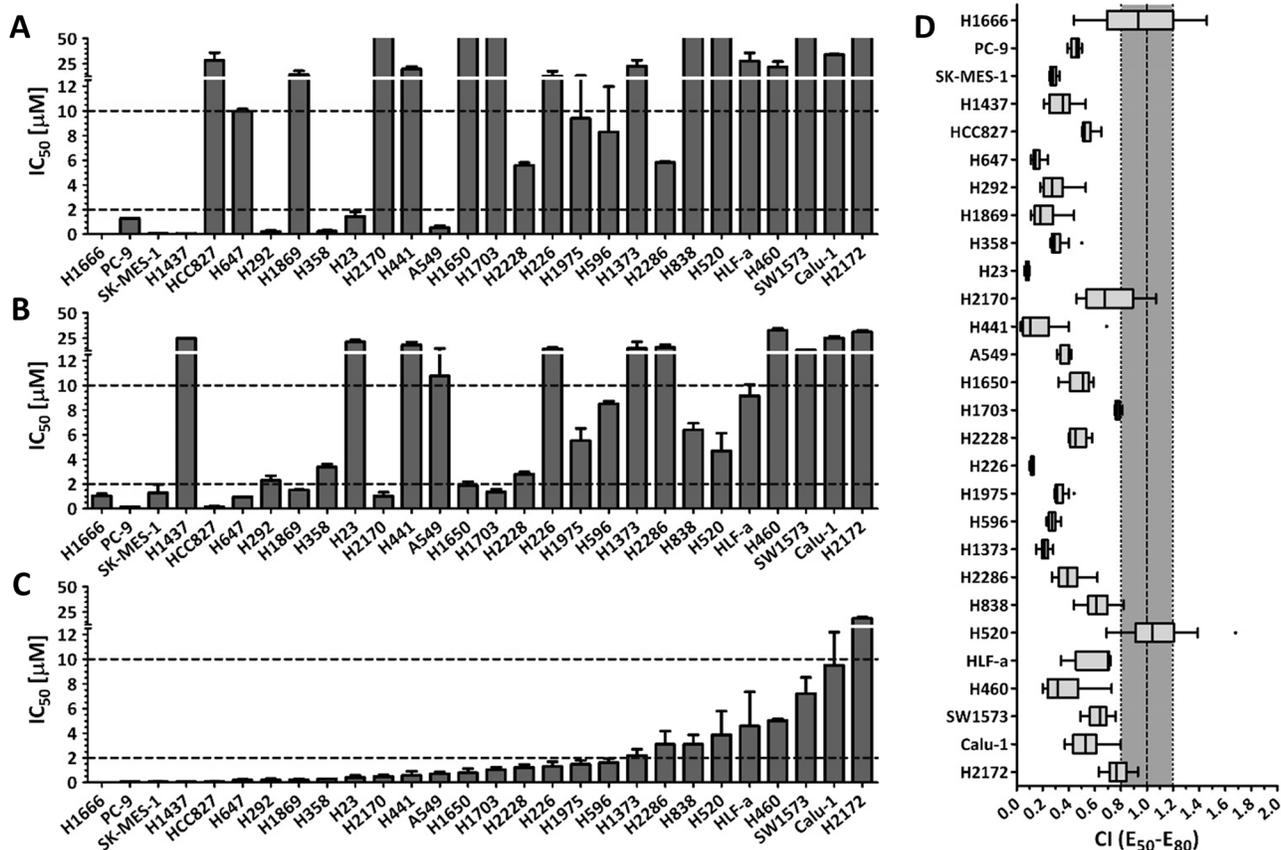 A
IC50 [µM]
50
25
12
10
8
6
4
2
0
H1666 PC-9 SK-MES-1 H1437 HCC827 H647 H292 H1869 H358 H23 H2170 H441 A549 H1650 H1703 H2228 H226 H1975 H596 H1373 H2286 H838 H520 HLF-a H460 SW1573 Calu-1 H2172
B
IC50 [µM]
50
25
12
10
8
6
4
2
0
H1666 PC-9 SK-MES-1 H1437 HCC827 H647 H292 H1869 H358 H23 H2170 H441 A549 H1650 H1703 H2228 H226 H1975 H596 H1373 H2286 H838 H520 HLF-a H460 SW1573 Calu-1 H2172
C
IC50 [µM]
50
25
12
10
8
6
4
2
0
H1666 PC-9 SK-MES-1 H1437 HCC827 H647 H292 H1869 H358 H23 H2170 H441 A549 H1650 H1703 H2228 H226 H1975 H596 H1373 H2286 H838 H520 HLF-a H460 SW1573 Calu-1 H2172
D
H1666
PC-9
SK-MES-1
H1437
HCC827
H647
H292
H1869
H358
H23
H2170
H441
A549
H1650
H1703
H2228
H226
H1975
H596
H1373
H2286
H838
H520
HLF-a
H460
SW1573
Calu-1
H2172
0.0 0.2 0.4 0.6 0.8 1.0 1.2 1.4 1.6 1.8 2.0
CI (E50-E80)